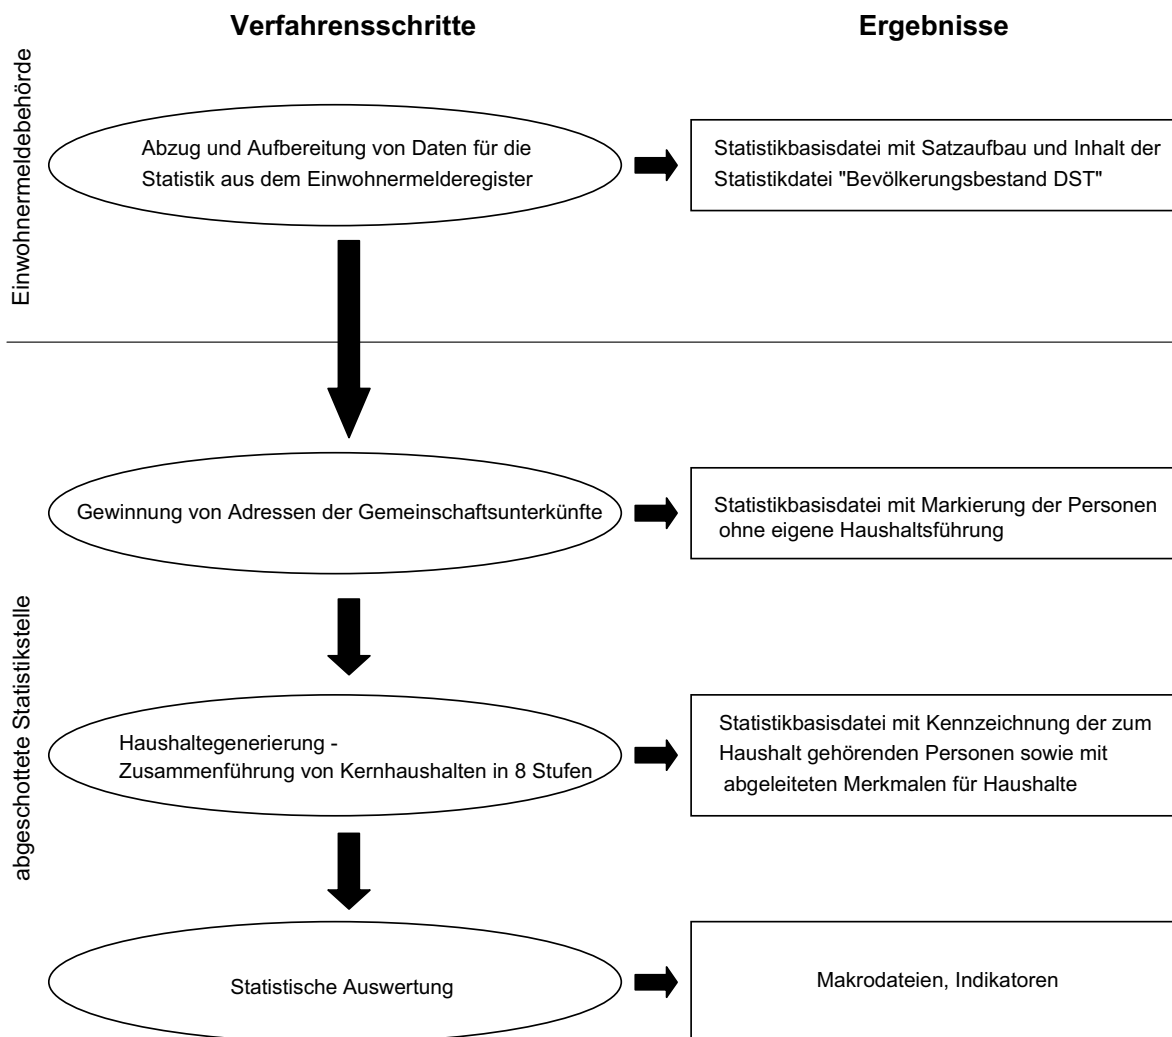 Verfahrensschritte
Ergebnisse
Einwohnermeldebehörde
Abzug und Aufbereitung von Daten für die
Statistik aus dem Einwohnermelderegister
Statistikbasisdatei mit Satzaufbau und Inhalt der
Statistikdatei "Bevölkerungsbestand DST"
abgeschottete Statistikstelle
Gewinnung von Adressen der Gemeinschaftsunterkünfte
Statistikbasisdatei mit Markierung der Personen
ohne eigene Haushaltsführung
Haushaltegenerierung -
Zusammenführung von Kernhaushalten in 8 Stufen
Statistikbasisdatei mit Kennzeichnung der zum
Haushalt gehörenden Personen sowie mit
abgeleiteten Merkmalen für Haushalte
Statistische Auswertung
Makrodateien, Indikatoren